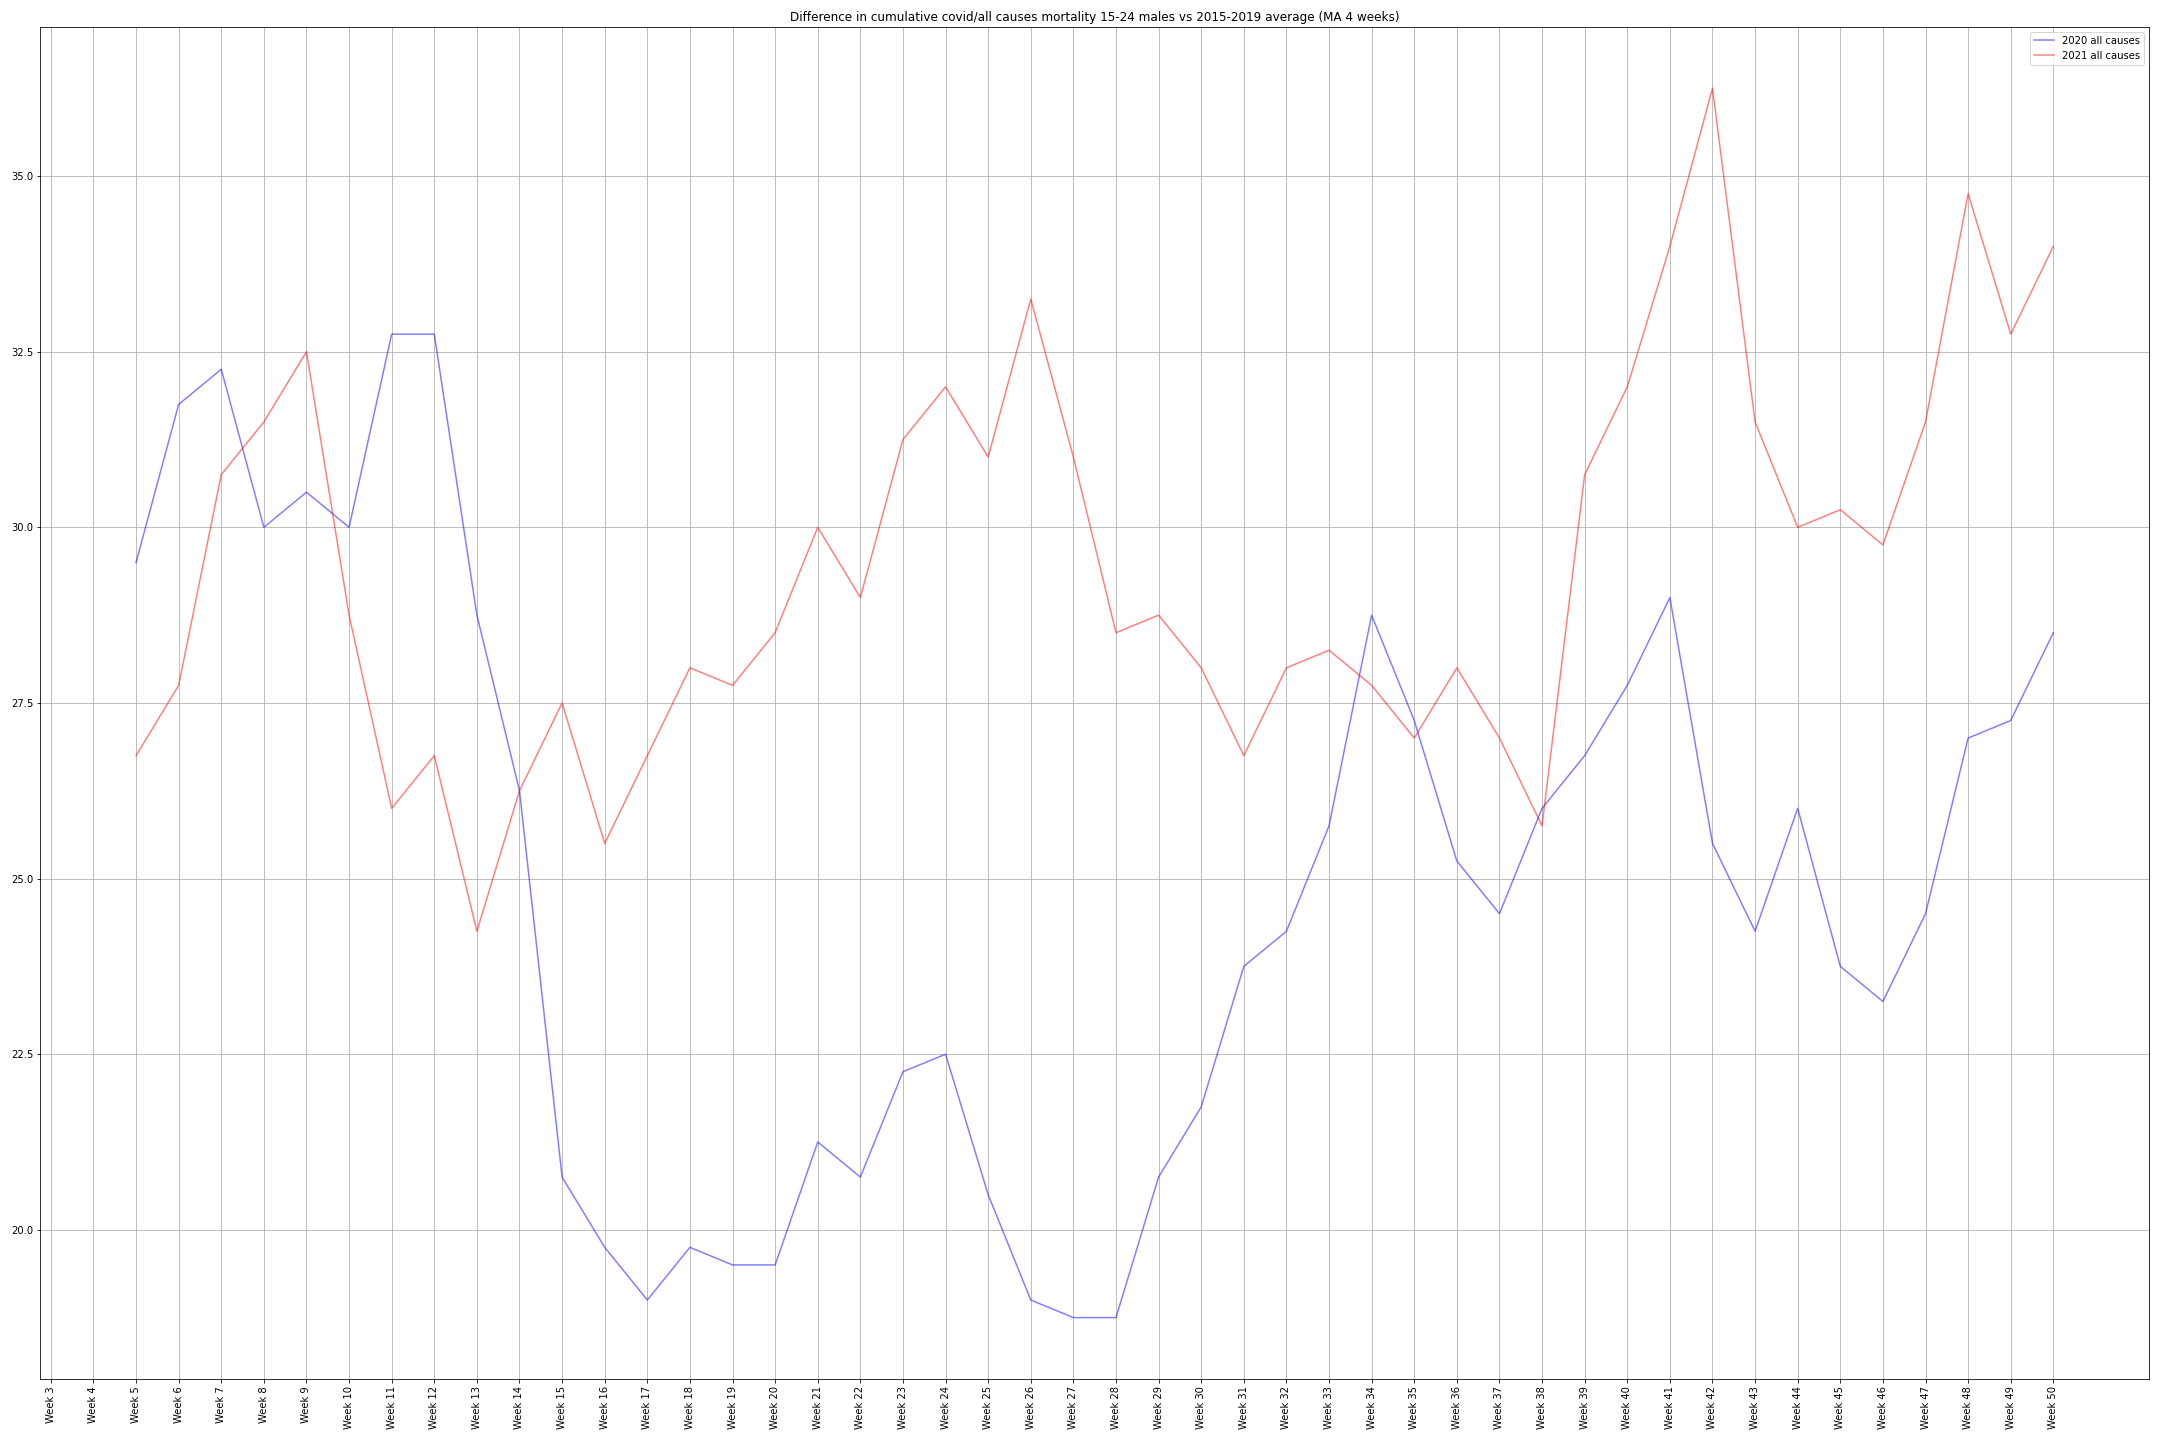 Difference in cumulative covid/all causes mortality 15-24 males vs 2015-2019 average (MA 4 weeks)
2020 all causes
2021 all causes
35.0
32.5
30.0
27.5
25.0
22.5
20.0
Week 3
Week 4
Week 5
Week 6
Week 7
Week 8
Week 9
Week 10
Week 11
Week 12
Week 13
Week 14
Week 15
Week 16
Week 17
Week 18
Week 19
Week 20
Week 21
Week 22
Week 23
Week 24
Week 25
Week 26
Week 27
Week 28
Week 29
Week 30
Week 31
Week 32
Week 33
Week 34
Week 35
Week 36
Week 37
Week 38
Week 39
Week 40
Week 41
Week 42
Week 43
Week 44
Week 45
Week 46
Week 47
Week 48
Week 49
Week 50